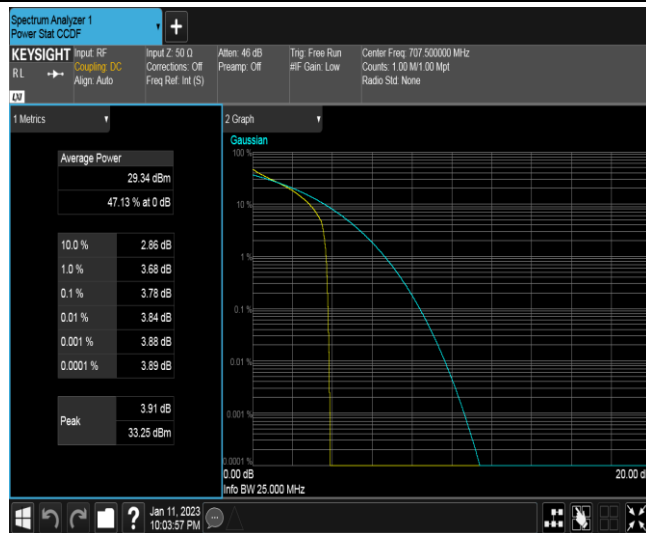 Spectrum Analyzer 1
Power Stat CCDF
+
KEYSIGHT
RL
Input: RF
Coupling: DC
Align: Auto
Input Z: 50 Ω
Corrections: Off
Freq Ref: Int (S)
Atten: 46 dB
Preamp: Off
Trig: Free Run
#IF Gain: Low
Center Freq: 707.500000 MHz
Counts: 1.00 M/1.00 Mpt
Radio Std: None
1 Metrics
Average Power
29.34 dBm
47.13 % at 0 dB
10.0 % 2.86 dB
1.0 % 3.68 dB
0.1 % 3.78 dB
0.01 % 3.84 dB
0.001 % 3.88 dB
0.0001 % 3.89 dB
Peak
3.91 dB
33.25 dBm
2 Graph
Gaussian
100 %
10 %
1 %
0.1 %
0.01 %
0.001 %
0.0001 %
0.00 dB
20.00 d
Info BW 25.000 MHz
?
Jan 11, 2023
10:03:57 PM